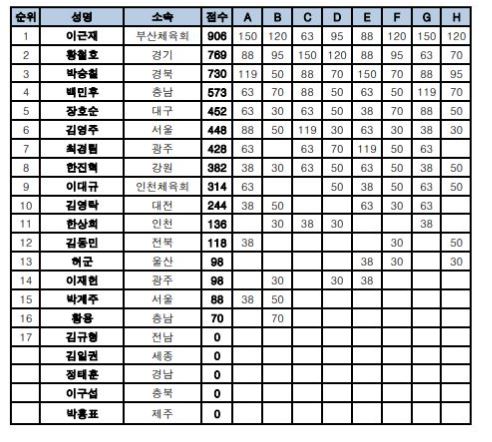 순위 성명 소속 점수 A B C D E F G H
1 이근재 부산체육회 906 150 120 63 95 88 120 150 120
2 황철호 경기 769 88 95 150 120 88 95 63 70
3 박승칠 경북 730 119 50 88 70 150 70 88 95
4 백민후 충남 573 63 70 88 50 63 50 119 70
5 장호순 대구 452 63 30 63 50 38 70 88 50
6 김영주 서울 448 88 50 119 30 63 30 38 30
7 최경림 광주 428 63 63 70 119 50 63
8 한진혁 강원 382 38 30 63 50 63 50 38 50
9 이대규 인천체육회 314 63 50 38 50 63 50
10 김영락 대전 244 38 50 63 30 63
11 한상희 인천 136 30 38 30 38
12 김동민 전북 118 38 30 50
13 허군 울산 98 38 30 30
14 이재헌 광주 98 30 30 38
15 박계주 서울 88 38 50
16 황용 충남 70 70
17 김규형 전남 0
김일권 세종 0
정태훈 경남 0
이구섭 충북 0
박홍표 제주 0